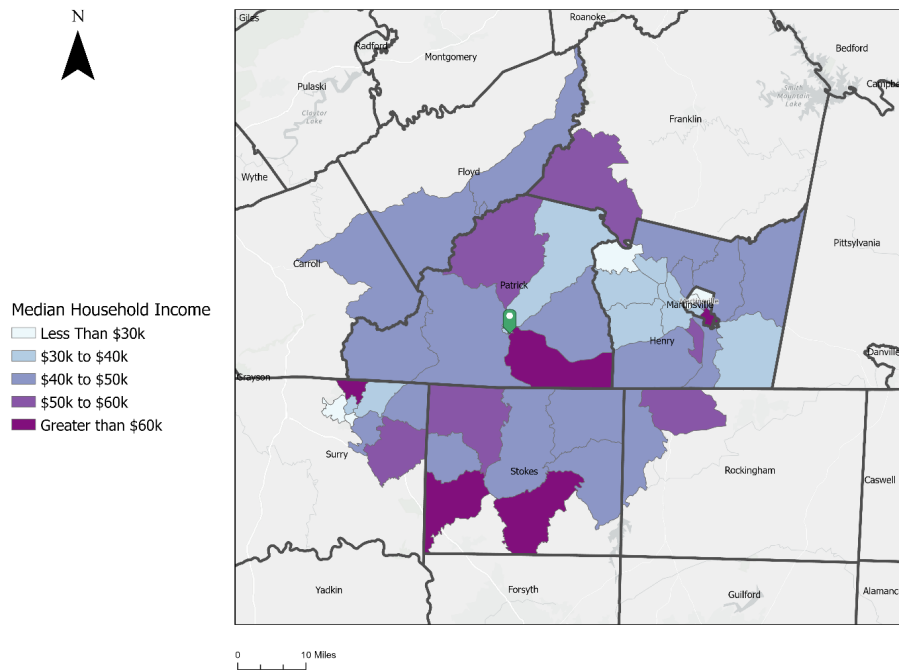 N
Giles
Roanoke
Radford
Montgomery
Bedford
Pulaski
Campb
Claytor
Lake
Smith
Mountain
Lake
Franklin
Floyd
Wythe
Pittsylvania
Carroll
Patrick
Martinsville
Henry
Danville
Grayson
Median Household Income
Less Than $30k
$30k to $40k
$40k to $50k
$50k to $60k
Greater than $60k
Surry
Stokes
Rockingham
Caswell
Yadkin
Forsyth
Guilford
Alamanc
0
10 Miles